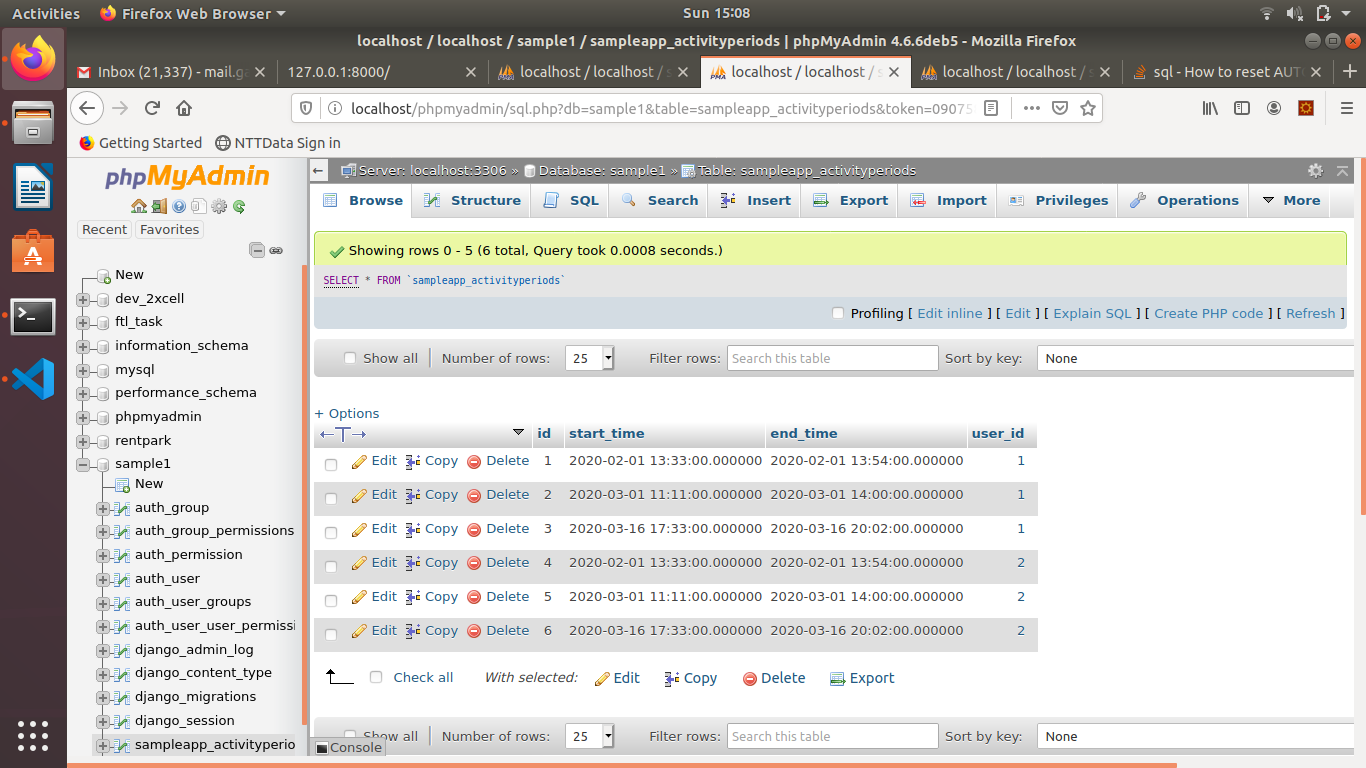 Activities Firefox Web Browser Sun 15:08
localhost / localhost / sample1 / sampleapp_activityperiods | phpMyAdmin 4.6.6deb5 - Mozilla Firefox
Inbox (21,337) - mail.g 127.0.0.1:8000/ localhost / localhost / localhost / localhost / localhost / localhost / sql - How to reset AUT
localhost/phpmyadmin/sql.php?db=sample1&table=sampleapp_activityperiods&token=0907
Getting Started NTTData Sign in
phpMyAdmin
Recent Favorites
New
dev_2xcell
ftl_task
information_schema
mysql
performance_schema
phpmyadmin
rentpark
sample1
New
auth_group
auth_group_permissions
auth_permission
auth_user
auth_user_groups
auth_user_user_permissi
django_admin_log
django_content_type
django_migrations
django_session
sampleapp_activityperio
Server: localhost:3306 » Database: sample1 » Table: sampleapp_activityperiods
Browse Structure SQL Search Insert Export Import Privileges Operations More
Showing rows 0 - 5 (6 total, Query took 0.0008 seconds.)
SELECT * FROM `sampleapp_activityperiods`
Profiling [ Edit inline ] [ Edit ] [ Explain SQL ] [ Create PHP code ] [ Refresh ]
Show all Number of rows: 25 Filter rows: Search this table Sort by key: None
+ Options
id start_time end_time user_id
Edit Copy Delete 1 2020-02-01 13:33:00.000000 2020-02-01 13:54:00.000000 1
Edit Copy Delete 2 2020-03-01 11:11:00.000000 2020-03-01 14:00:00.000000 1
Edit Copy Delete 3 2020-03-16 17:33:00.000000 2020-03-16 20:02:00.000000 1
Edit Copy Delete 4 2020-02-01 13:33:00.000000 2020-02-01 13:54:00.000000 2
Edit Copy Delete 5 2020-03-01 11:11:00.000000 2020-03-01 14:00:00.000000 2
Edit Copy Delete 6 2020-03-16 17:33:00.000000 2020-03-16 20:02:00.000000 2
Check all With selected: Edit Copy Delete Export
Show all Number of rows: 25 Filter rows: Search this table Sort by key: None
Console